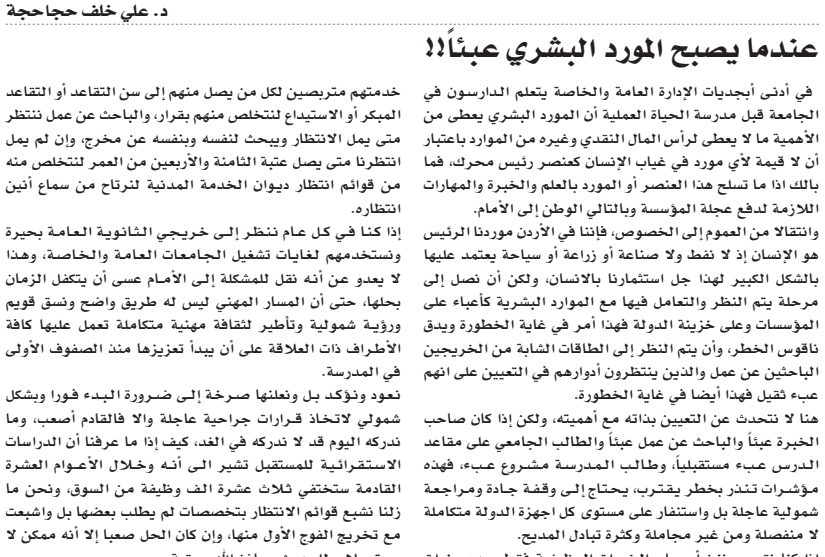 د. علي خلف حجاحجة
عندما يصبح المورد البشري عبئاً!!
في أدنى أبجديات الإدارة العامة والخاصة يتعلم الدارسون في
الجامعة قبل مدرسة الحياة العملية أن المورد البشري يعطى من
الأهمية ما لا يعطى لرأس المال النقدي وغيره من الموارد باعتبار
أن لا قيمة لأي مورد في غياب الإنسان كعنصر رئيس محرك، فما
بالك اذا ما تسلح هذا العنصر أو المورد بالعلم والخبرة والمهارات
اللازمة لدفع عجلة المؤسسة وبالتالي الوطن إلى الأمام.
وانتقالا من العموم إلى الخصوص، فإننا في الأردن موردنا الرئيس
هو الإنسان إذ لا نفط ولا صناعة أو زراعة أو سياحة يعتمد عليها
بالشكل الكبير لهذا جل استثمارنا بالانسان، ولكن أن نصل إلى
مرحلة يتم النظر والتعامل فيها مع الموارد البشرية كأعباء على
المؤسسات وعلى خزينة الدولة فهذا أمر في غاية الخطورة ويدق
ناقوس الخطر، وأن يتم النظر إلى الطاقات الشابة من الخريجين
الباحثين عن عمل والذين ينتظرون أدوارهم في التعيين على انهم
عبء ثقيل فهذا أيضا في غاية الخطورة.
هنا لا نتحدث عن التعيين بذاته مع أهميته، ولكن إذا كان صاحب
الخبرة عبئاً والباحث عن عمل عبئاً والطالب الجامعي على مقاعد
الدرس عبء مستقبلياً، وطالب المدرسة مشروع عبء، فهذه
مؤشرات تنذر بخطر يقترب، يحتاج إلى وقفة جادة ومراجعة
شمولية عاجلة بل واستنفار على مستوى كل اجهزة الدولة متكاملة
لا منفصلة ومن غير مجاملة وكثرة تبادل المديح.
خدمتهم متربصين لكل من يصل منهم إلى سن التقاعد أو التقاعد
المبكر أو الاستيداع لنتخلص منهم بقرار، والباحث عن عمل ننتظر
متى يمل الانتظار ويبحث لنفسه وبنفسه عن مخرج، وإن لم يمل
انتظرنا متى يصل عتبة الثامنة والأربعين من العمر لنتخلص منه
من قوائم انتظار ديوان الخدمة المدنية لنرتاح من سماع أنين
انتظاره.
إذا كنا في كل عام ننظر إلى خريجي الثانوية العامة بحيرة
ونستخدمهم لغايات تشغيل الجامعات العامة والخاصة، وهذا
لا يعدو عن أنه نقل للمشكلة إلى الأمام عسى أن يتكفل الزمان
بحلها، حتى أن المسار المهني ليس له طريق واضح ونسق قويم
ورؤية شمولية وتأطير لثقافة مهنية متكاملة تعمل عليها كافة
الأطراف ذات العلاقة على أن يبدأ تعزيزها منذ الصفوف الأولى
في المدرسة.
نعود ونؤكد بل ونعلنها صرخة إلى ضرورة البدء فورا وبشكل
شمولي لاتخاذ قرارات جراحية عاجلة والا فالقادم أصعب، وما
ندركه اليوم قد لا ندركه في الغد، كيف إذا ما عرفنا أن الدراسات
الاستقرائية للمستقبل تشير الى أنه وخلال الأعوام العشرة
القادمة ستختفي ثلاث عشرة الف وظيفة من السوق، ونحن ما
زلنا نشبع قوائم الانتظار بتخصصات لم يطلب بعضها بل واشبعت
مع تخريج الفوج الأول منها، وإن كان الحل صعبا إلا أنه ممكن لا